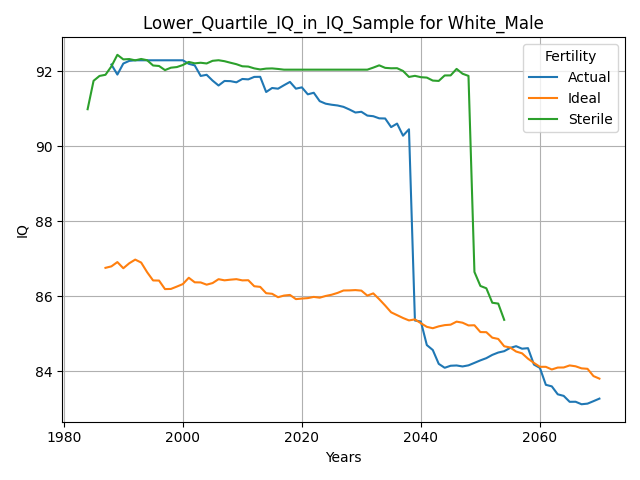 Lower_Quartile_IQ_in_IQ_Sample for White_Male
Fertility
Actual
Ideal
Sterile
IQ
92
90
88
86
84
1980
2000
2020
2040
2060
Years